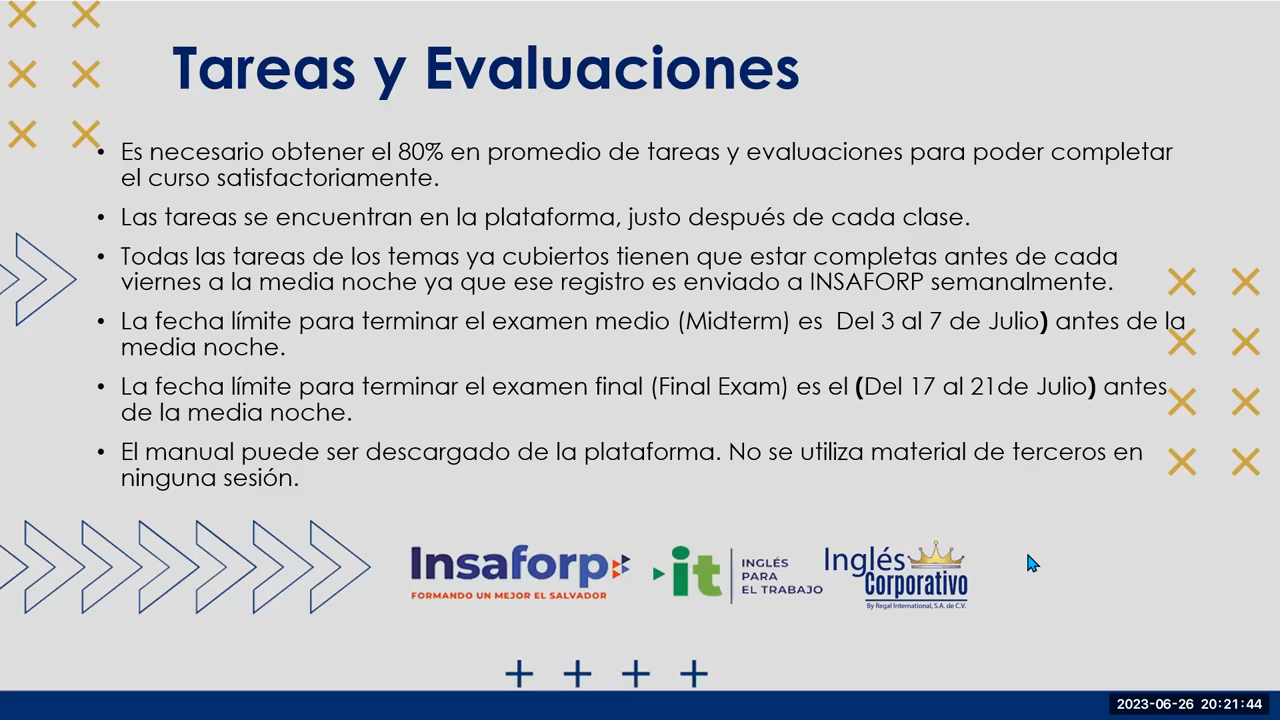 Tareas y Evaluaciones
• Es necesario obtener el 80% en promedio de tareas y evaluaciones para poder completar
el curso satisfactoriamente.
• Las tareas se encuentran en la plataforma, justo después de cada clase.
• Todas las tareas de los temas ya cubiertos tienen que estar completas antes de cada
viernes a la media noche ya que ese registro es enviado a INSAFORP semanalmente.
• La fecha límite para terminar el examen medio (Midterm) es  Del 3 al 7 de Julio) antes de la
media noche.
• La fecha límite para terminar el examen final (Final Exam) es el (Del 17 al 21de Julio) antes
de la media noche.
• El manual puede ser descargado de la plataforma. No se utiliza material de terceros en
ninguna sesión.
Insaforp
FORMANDO UN MEJOR EL SALVADOR
it
INGLÉS
PARA
EL TRABAJO
Inglés
Corporativo
By Regal International, S.A. de C.V.
2023-06-26 20:21:44